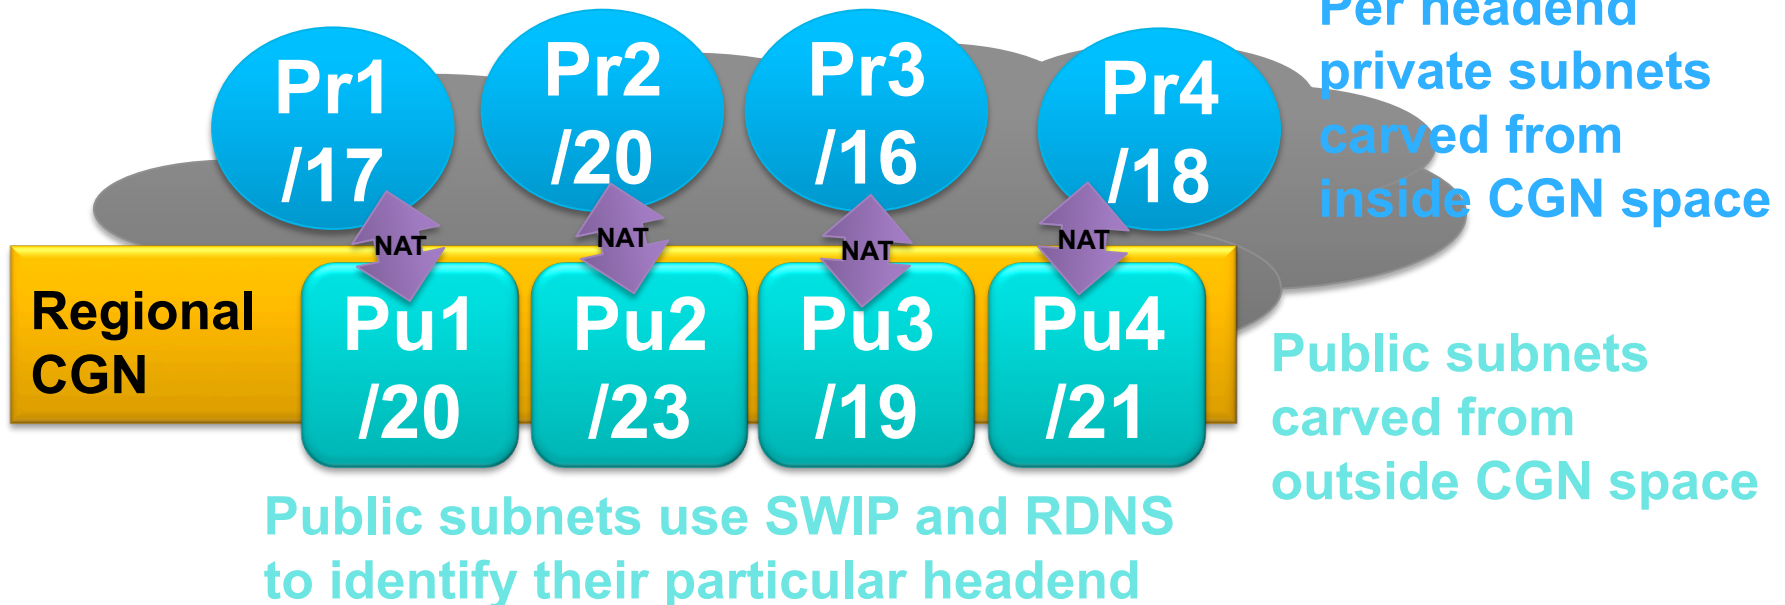 Pr1
/17
Pr2
/20
Pr3
/16
Pr4
/18
Per headend
private subnets
carved from
inside CGN space
NAT
NAT
NAT
NAT
Regional
CGN
Pu1
/20
Pu2
/23
Pu3
/19
Pu4
/21
Public subnets
carved from
outside CGN space
Public subnets use SWIP and RDNS
to identify their particular headend